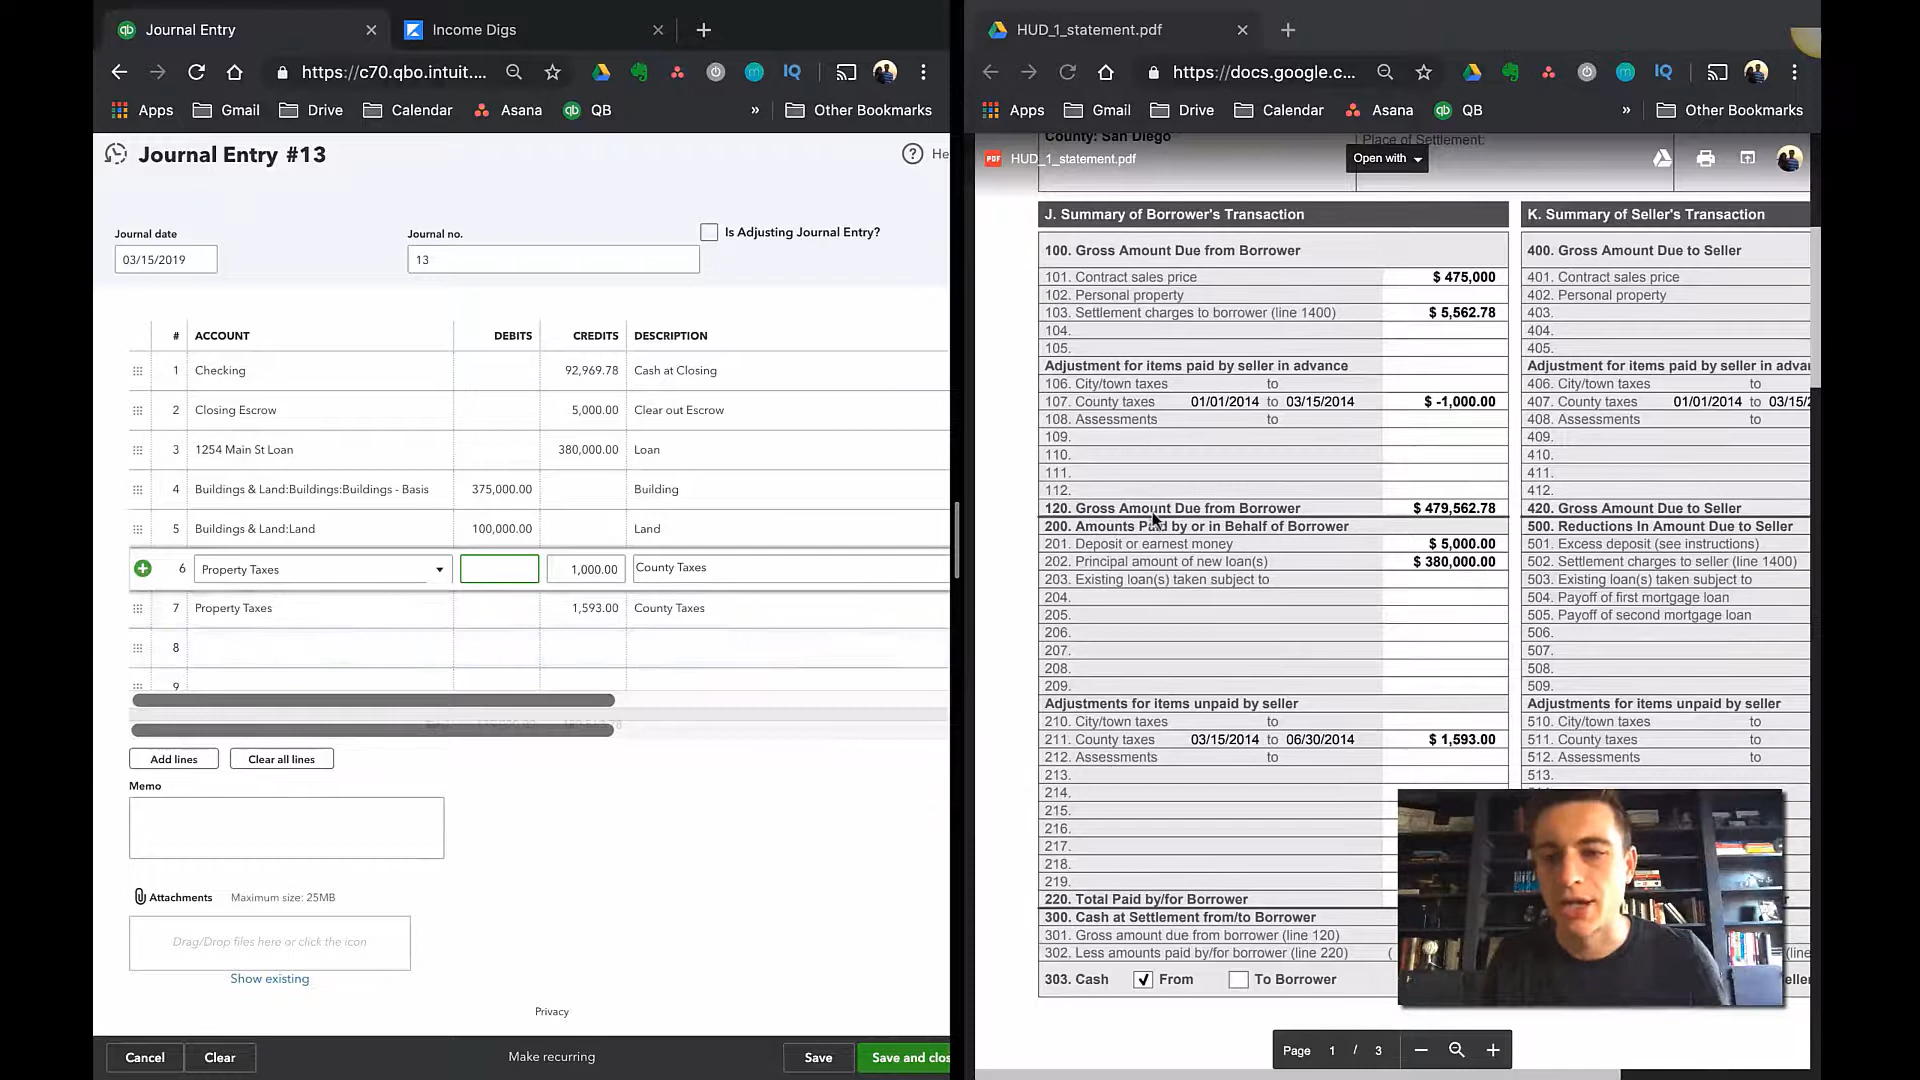 Journal Entry
Income Digs
https://c70.qbo.intuit....
IQ
Apps Gmail Drive Calendar Asana QB » Other Bookmarks
Journal Entry #13
He
Journal date
Journal no.
Is Adjusting Journal Entry?
03/15/2019
13
# ACCOUNT DEBITS CREDITS DESCRIPTION
1 Checking 92,969.78 Cash at Closing
2 Closing Escrow 5,000.00 Clear out Escrow
3 1254 Main St Loan 380,000.00 Loan
4 Buildings & Land:Buildings:Buildings - Basis 375,000.00 Building
5 Buildings & Land:Land 100,000.00 Land
6 Property Taxes 1,000.00 County Taxes
7 Property Taxes 1,593.00 County Taxes
8
9
Add lines Clear all lines
Memo
Attachments Maximum size: 25MB
Drag/Drop files here or click the icon
Show existing
Privacy
Cancel Clear Make recurring Save Save and clos
HUD_1_statement.pdf
https://docs.google.c...
IQ
Apps Gmail Drive Calendar Asana QB » Other Bookmarks
County: San Diego
Place of Settlement:
PDF HUD_1_statement.pdf Open with
J. Summary of Borrower's Transaction
100. Gross Amount Due from Borrower
101. Contract sales price $ 475,000
102. Personal property
103. Settlement charges to borrower (line 1400) $ 5,562.78
104.
105.
Adjustment for items paid by seller in advance
106. City/town taxes to
107. County taxes 01/01/2014 to 03/15/2014 $ -1,000.00
108. Assessments to
109.
110.
111.
112.
120. Gross Amount Due from Borrower $ 479,562.78
200. Amounts Paid by or in Behalf of Borrower
201. Deposit or earnest money $ 5,000.00
202. Principal amount of new loan(s) $ 380,000.00
203. Existing loan(s) taken subject to
204.
205.
206.
207.
208.
209.
Adjustments for items unpaid by seller
210. City/town taxes to
211. County taxes 03/15/2014 to 06/30/2014 $ 1,593.00
212. Assessments to
213.
214.
215.
216.
217.
218.
219.
220. Total Paid by/for Borrower
300. Cash at Settlement from/to Borrower
301. Gross amount due from borrower (line 120)
302. Less amounts paid by/for borrower (line 220) (
303. Cash From To Borrower
K. Summary of Seller's Transaction
400. Gross Amount Due to Seller
401. Contract sales price
402. Personal property
403.
404.
405.
Adjustment for items paid by seller in advan
406. City/town taxes to
407. County taxes 01/01/2014 to 03/15/2
408. Assessments to
409.
410.
411.
412.
420. Gross Amount Due to Seller
500. Reductions In Amount Due to Seller
501. Excess deposit (see instructions)
502. Settlement charges to seller (line 1400)
503. Existing loan(s) taken subject to
504. Payoff of first mortgage loan
505. Payoff of second mortgage loan
506.
507.
508.
509.
Adjustments for items unpaid by seller
510. City/town taxes to
511. County taxes to
512. Assessments to
513.
(line
eller
Page 1 / 3